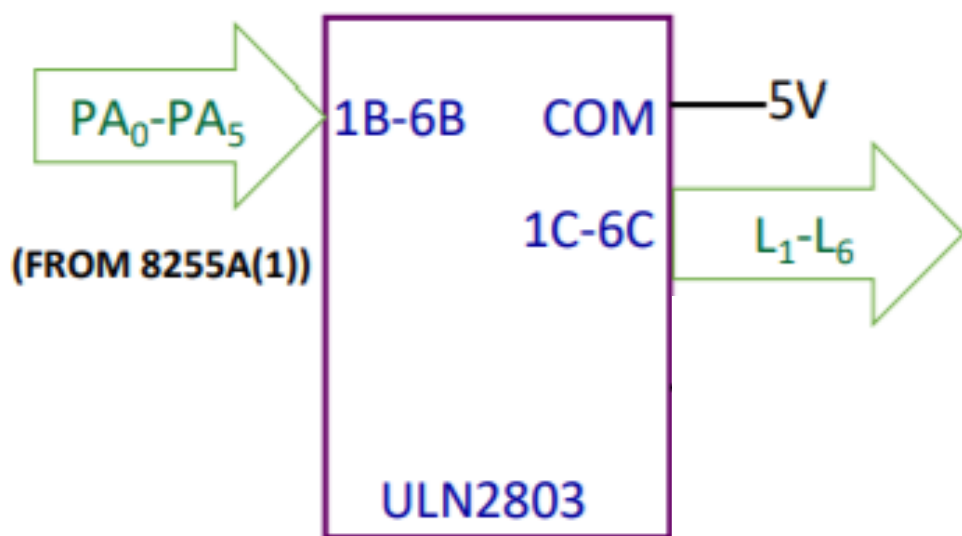 PA₀-PA₅
1B-6B
COM
5V
1C-6C
L₁-L₆
(FROM 8255A(1))
ULN2803